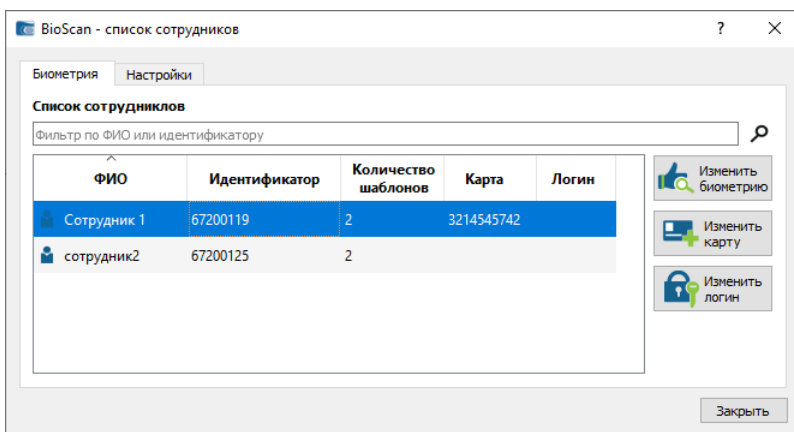 BioScan - список сотрудников
?
Биометрия Настройки
Список сотрудниклов
Фильтр по ФИО или идентификатору
ФИО Идентификатор Количество шаблонов Карта Логин
Сотрудник 1 67200119 2 3214545742
сотрудник2 67200125 2
Изменить
биометрию
Изменить
карту
Изменить
логин
Закрыть